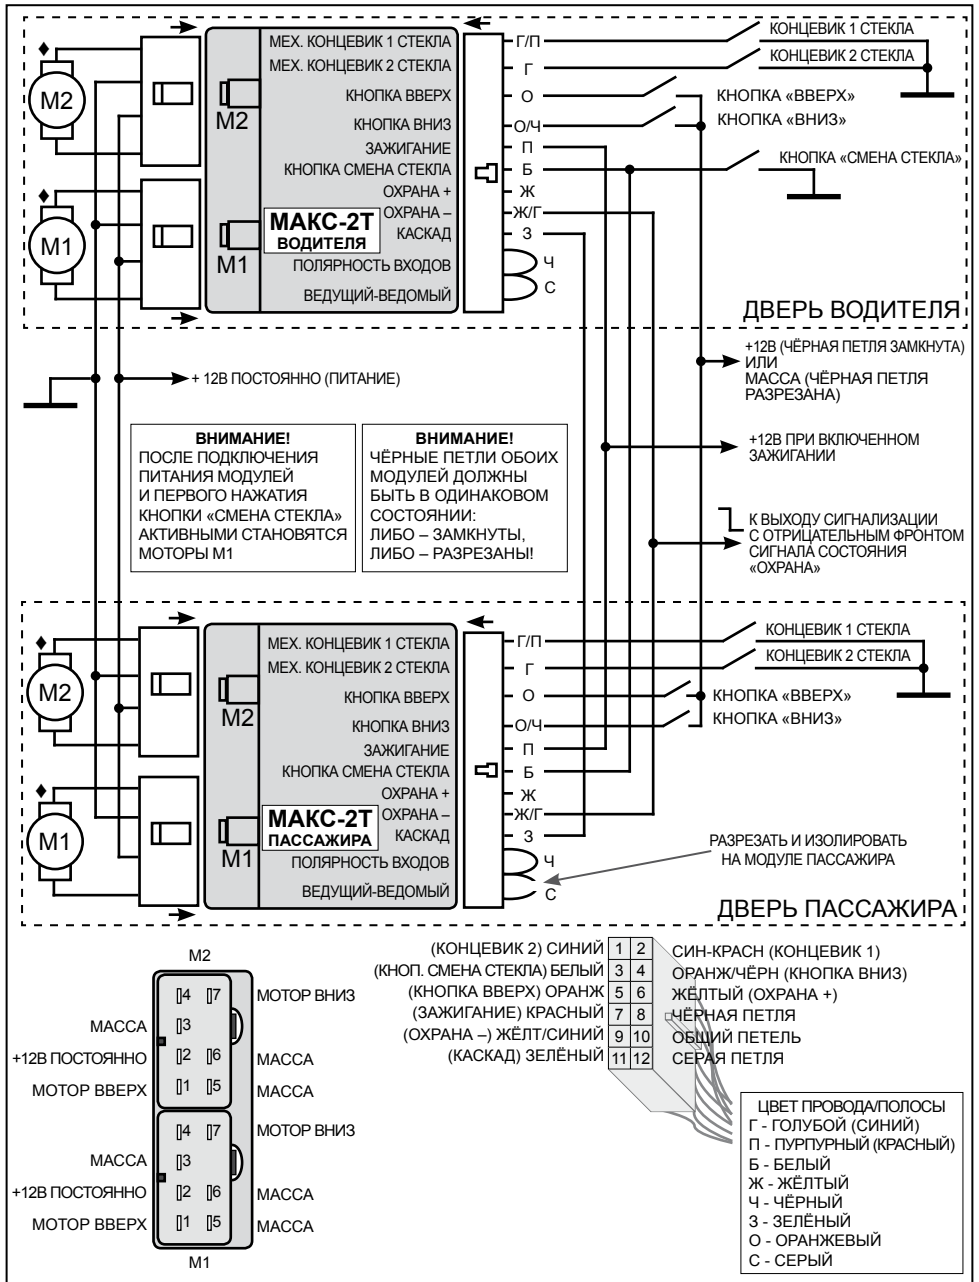 МЕХ. КОНЦЕВИК 1 СТЕКЛА
Г/П
КОНЦЕВИК 1 СТЕКЛА
МЕХ. КОНЦЕВИК 2 СТЕКЛА
Г
КОНЦЕВИК 2 СТЕКЛА
M2
M2
КНОПКА ВВЕРХ
О
КНОПКА «ВВЕРХ»
КНОПКА ВНИЗ
О/Ч
КНОПКА «ВНИЗ»
ЗАЖИГАНИЕ
П
КНОПКА СМЕНА СТЕКЛА
Б
КНОПКА «СМЕНА СТЕКЛА»
ОХРАНА +
Ж
M1
M1
МАКС-2Т
ВОДИТЕЛЯ
ОХРАНА –
Ж/Г
КАСКАД
З
ПОЛЯРНОСТЬ ВХОДОВ
Ч
ВЕДУЩИЙ-ВЕДОМЫЙ
С
ДВЕРЬ ВОДИТЕЛЯ
+12В (ЧЁРНАЯ ПЕТЛЯ ЗАМКНУТА)
ИЛИ
МАССА (ЧЁРНАЯ ПЕТЛЯ
РАЗРЕЗАНА)
+ 12В ПОСТОЯННО (ПИТАНИЕ)
ВНИМАНИЕ!
ПОСЛЕ ПОДКЛЮЧЕНИЯ
ПИТАНИЯ МОДУЛЕЙ
И ПЕРВОГО НАЖАТИЯ
КНОПКИ «СМЕНА СТЕКЛА»
АКТИВНЫМИ СТАНОВЯТСЯ
МОТОРЫ М1
ВНИМАНИЕ!
ЧЁРНЫЕ ПЕТЛИ ОБОИХ
МОДУЛЕЙ ДОЛЖНЫ
БЫТЬ В ОДИНАКОВОМ
СОСТОЯНИИ:
ЛИБО – ЗАМКНУТЫ,
ЛИБО – РАЗРЕЗАНЫ!
+12В ПРИ ВКЛЮЧЕННОМ
ЗАЖИГАНИИ
К ВЫХОДУ СИГНАЛИЗАЦИИ
С ОТРИЦАТЕЛЬНЫМ ФРОНТОМ
СИГНАЛА СОСТОЯНИЯ
«ОХРАНА»
МЕХ. КОНЦЕВИК 1 СТЕКЛА
Г/П
КОНЦЕВИК 1 СТЕКЛА
МЕХ. КОНЦЕВИК 2 СТЕКЛА
Г
КОНЦЕВИК 2 СТЕКЛА
M2
M2
КНОПКА ВВЕРХ
О
КНОПКА «ВВЕРХ»
КНОПКА ВНИЗ
О/Ч
КНОПКА «ВНИЗ»
ЗАЖИГАНИЕ
П
КНОПКА СМЕНА СТЕКЛА
Б
ОХРАНА +
Ж
M1
M1
МАКС-2Т
ПАССАЖИРА
ОХРАНА –
Ж/Г
КАСКАД
З
ПОЛЯРНОСТЬ ВХОДОВ
Ч
ВЕДУЩИЙ-ВЕДОМЫЙ
С
РАЗРЕЗАТЬ И ИЗОЛИРОВАТЬ
НА МОДУЛЕ ПАССАЖИРА
ДВЕРЬ ПАССАЖИРА
M2
4 7 МОТОР ВНИЗ
МАССА 3
+12В ПОСТОЯННО 2 6 МАССА
МОТОР ВВЕРХ 1 5 МАССА
4 7 МОТОР ВНИЗ
МАССА 3
+12В ПОСТОЯННО 2 6 МАССА
МОТОР ВВЕРХ 1 5 МАССА
M1
(КОНЦЕВИК 2) СИНИЙ 1 2 СИН-КРАСН (КОНЦЕВИК 1)
(КНОП. СМЕНА СТЕКЛА) БЕЛЫЙ 3 4 ОРАНЖ/ЧЁРН (КНОПКА ВНИЗ)
(КНОПКА ВВЕРХ) ОРАНЖ 5 6 ЖЁЛТЫЙ (ОХРАНА +)
(ЗАЖИГАНИЕ) КРАСНЫЙ 7 8 ЧЁРНАЯ ПЕТЛЯ
(ОХРАНА –) ЖЁЛТ/СИНИЙ 9 10 ОБЩИЙ ПЕТЕЛЬ
(КАСКАД) ЗЕЛЁНЫЙ 11 12 СЕРАЯ ПЕТЛЯ
ЦВЕТ ПРОВОДА/ПОЛОСЫ
Г - ГОЛУБОЙ (СИНИЙ)
П - ПУРПУРНЫЙ (КРАСНЫЙ)
Б - БЕЛЫЙ
Ж - ЖЁЛТЫЙ
Ч - ЧЁРНЫЙ
З - ЗЕЛЁНЫЙ
О - ОРАНЖЕВЫЙ
С - СЕРЫЙ